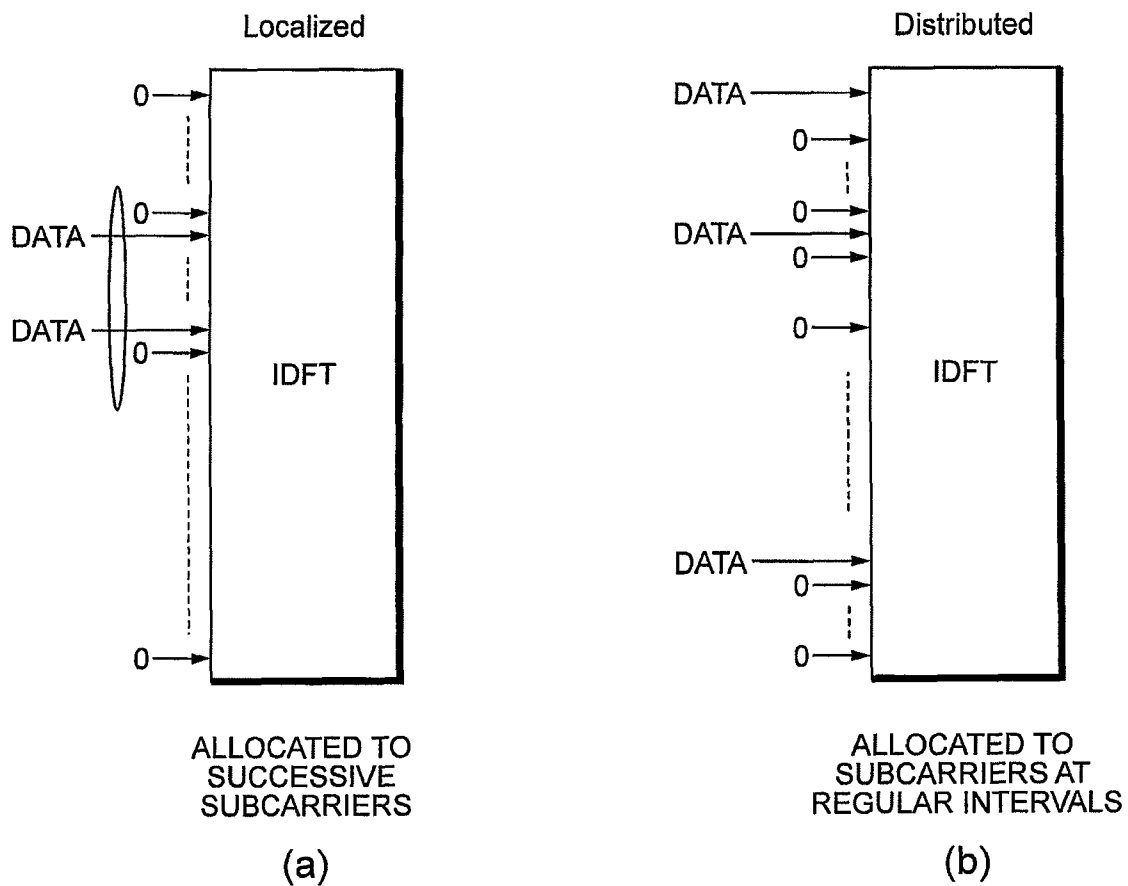 Localized
0
0
DATA
DATA
0
IDFT
0
ALLOCATED TO
SUCCESSIVE
SUBCARRIERS
(a)
Distributed
DATA
0
0
DATA
0
0
IDFT
DATA
0
0
ALLOCATED TO
SUBCARRIERS AT
REGULAR INTERVALS
(b)